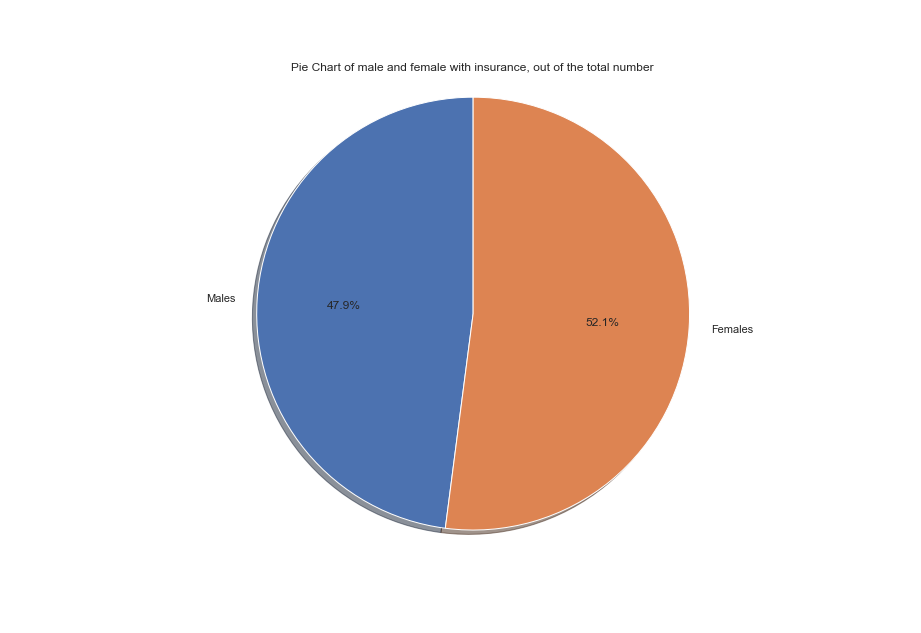 Pie Chart of male and female with insurance, out of the total number
Males
47.9%
52.1%
Females